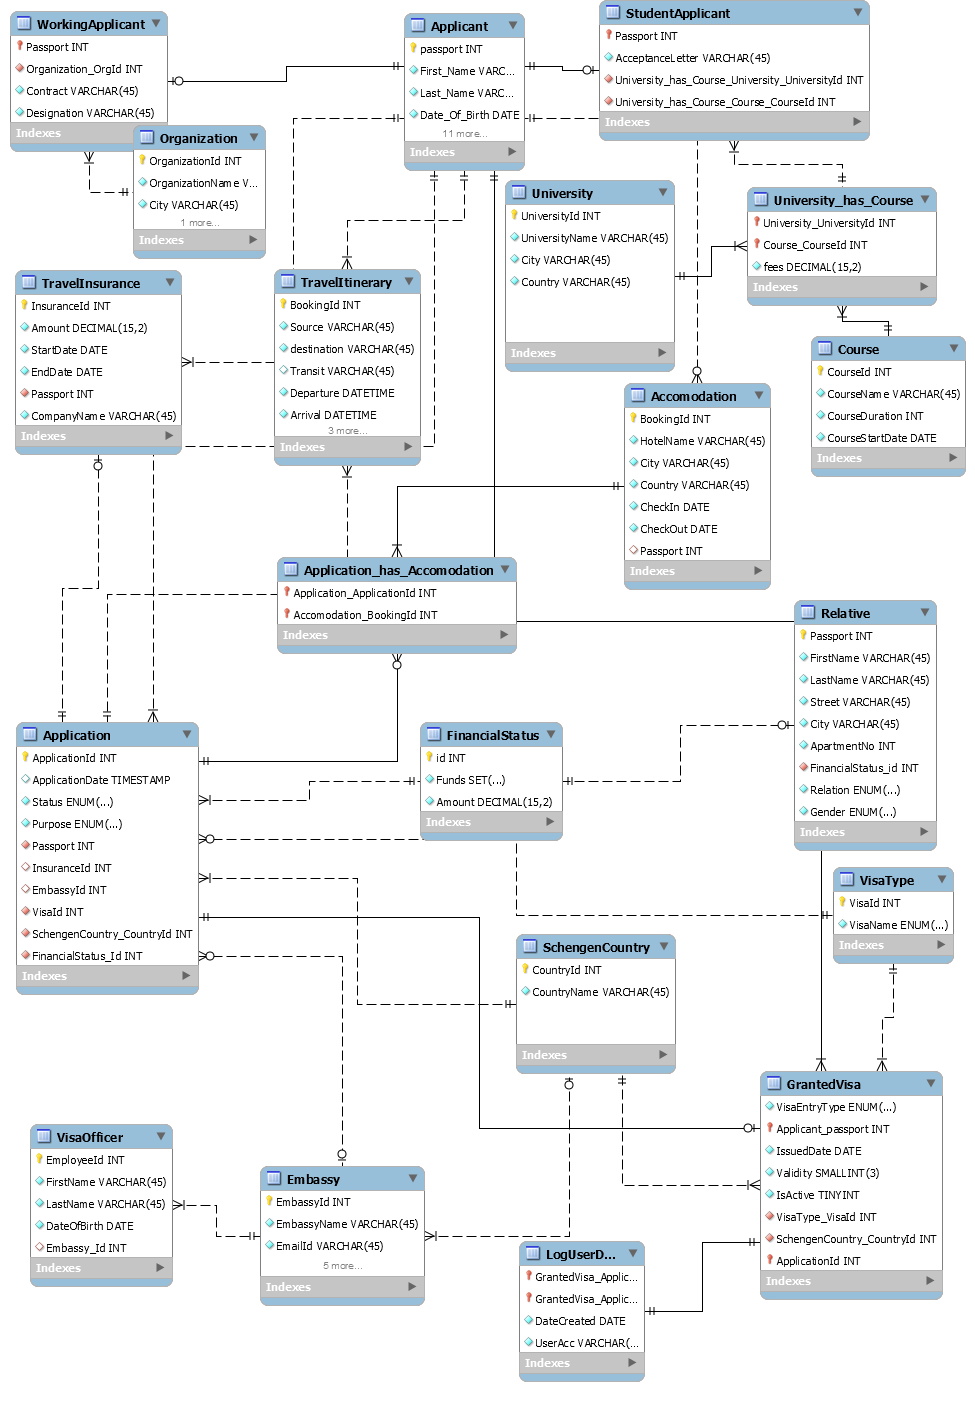 WorkingApplicant
Passport INT
Organization_OrgId INT
Contract VARCHAR(45)
Designation VARCHAR(45)
Indexes
Applicant
passport INT
First_Name VARC...
Last_Name VARC...
Date_Of_Birth DATE
11 more...
Indexes
StudentApplicant
Passport INT
AcceptanceLetter VARCHAR(45)
University_has_Course_University_UniversityId INT
University_has_Course_Course_CourseId INT
Indexes
Organization
OrganizationId INT
OrganizationName V...
City VARCHAR(45)
1 more...
Indexes
University
UniversityId INT
UniversityName VARCHAR(45)
City VARCHAR(45)
Country VARCHAR(45)
Indexes
University_has_Course
University_UniversityId INT
Course_CourseId INT
fees DECIMAL(15,2)
Indexes
TravelInsurance
InsuranceId INT
Amount DECIMAL(15,2)
StartDate DATE
EndDate DATE
Passport INT
CompanyName VARCHAR(45)
Indexes
TravelItinerary
BookingId INT
Source VARCHAR(45)
destination VARCHAR(45)
Transit VARCHAR(45)
Departure DATETIME
Arrival DATETIME
3 more...
Indexes
Course
CourseId INT
CourseName VARCHAR(45)
CourseDuration INT
CourseStartDate DATE
Indexes
Accomodation
BookingId INT
HotelName VARCHAR(45)
City VARCHAR(45)
Country VARCHAR(45)
CheckIn DATE
CheckOut DATE
Passport INT
Indexes
Application_has_Accomodation
Application_ApplicationId INT
Accomodation_BookingId INT
Indexes
Relative
Passport INT
FirstName VARCHAR(45)
LastName VARCHAR(45)
Street VARCHAR(45)
City VARCHAR(45)
ApartmentNo INT
FinancialStatus_id INT
Relation ENUM(...)
Gender ENUM(...)
Indexes
Application
ApplicationId INT
ApplicationDate TIMESTAMP
Status ENUM(...)
Purpose ENUM(...)
Passport INT
InsuranceId INT
EmbassyId INT
VisaId INT
SchengenCountry_CountryId INT
FinancialStatus_Id INT
Indexes
FinancialStatus
id INT
Funds SET(...)
Amount DECIMAL(15,2)
Indexes
VisaType
VisaId INT
VisaName ENUM(...)
Indexes
SchengenCountry
CountryId INT
CountryName VARCHAR(45)
Indexes
GrantedVisa
VisaEntryType ENUM(...)
Applicant_passport INT
IssuedDate DATE
Validity SMALLINT(3)
IsActive TINYINT
VisaType_VisaId INT
SchengenCountry_CountryId INT
ApplicationId INT
Indexes
VisaOfficer
EmployeeId INT
FirstName VARCHAR(45)
LastName VARCHAR(45)
DateOfBirth DATE
Embassy_Id INT
Indexes
Embassy
EmbassyId INT
EmbassyName VARCHAR(45)
EmailId VARCHAR(45)
5 more...
Indexes
LogUserD...
GrantedVisa_Applic...
GrantedVisa_Applic...
DateCreated DATE
UserAcc VARCHAR(...
Indexes